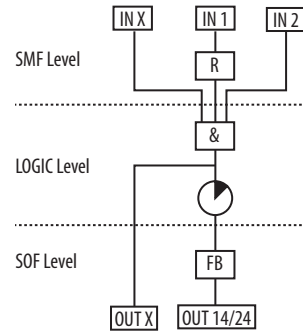 IN X IN 1 IN 2
SMF Level R
&
LOGIC Level
SOF Level FB
OUT X OUT 14/24